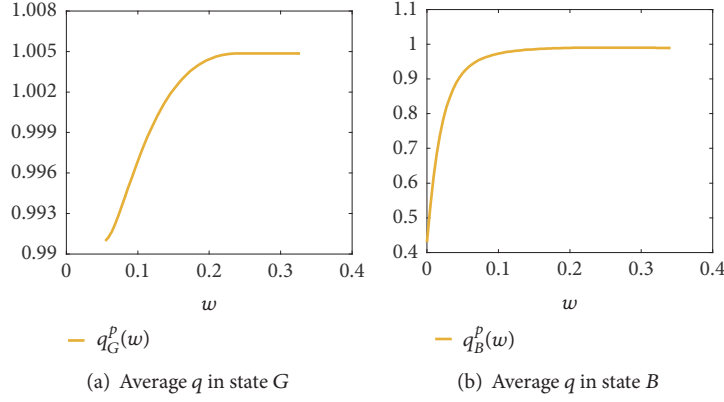 1.008
1.005
1.002
0.999
0.996
0.993
0.99
0 0.1 0.2 0.3 0.4
w
q_G^p(w)
(a) Average q in state G
1.1
1
0.9
0.8
0.7
0.6
0.5
0.4
0 0.1 0.2 0.3 0.4
w
q_B^p(w)
(b) Average q in state B